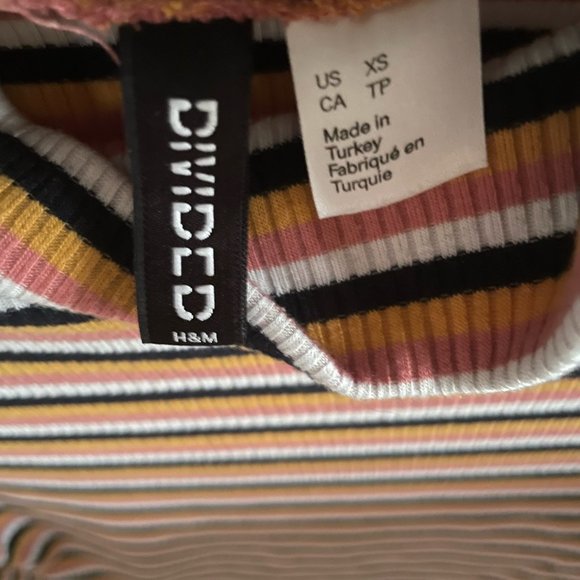 DIVIDED
H&M
US XS
CA TP
Made in
Turkey
Fabriqué en
Turquie